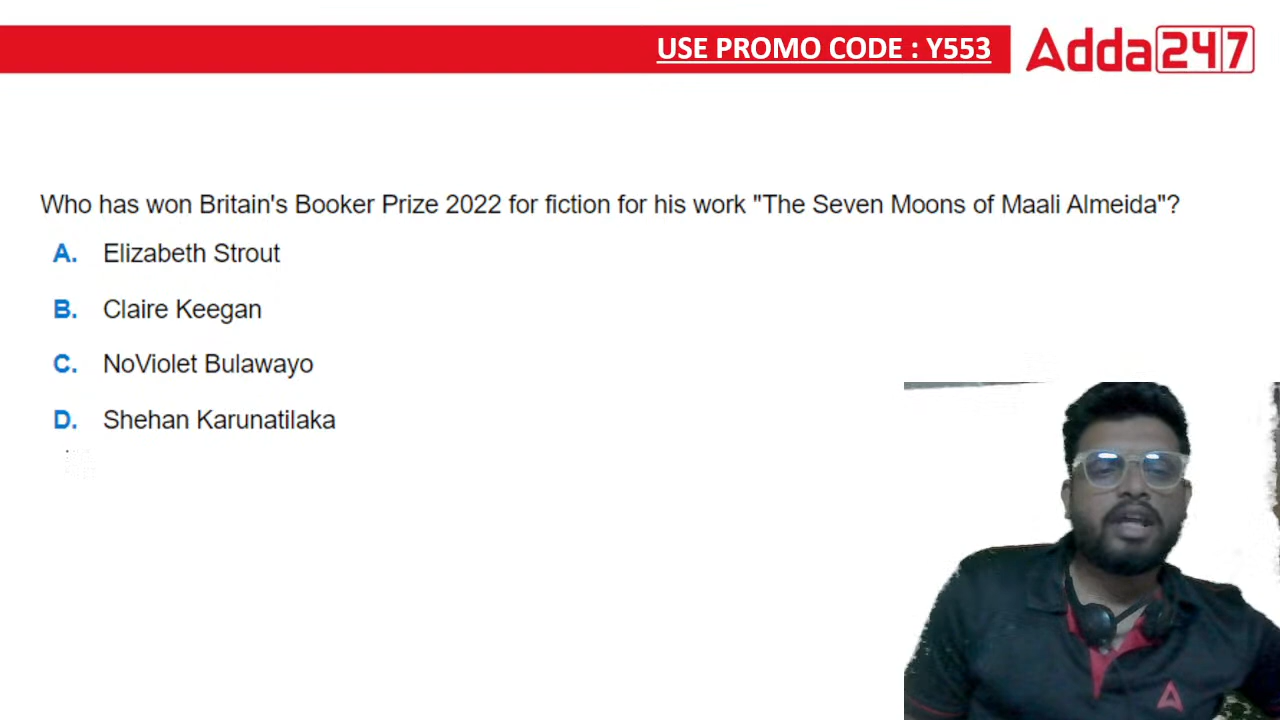 USE PROMO CODE : Y553
Adda247
Who has won Britain's Booker Prize 2022 for fiction for his work "The Seven Moons of Maali Almeida"?
A. Elizabeth Strout
B. Claire Keegan
C. NoViolet Bulawayo
D. Shehan Karunatilaka